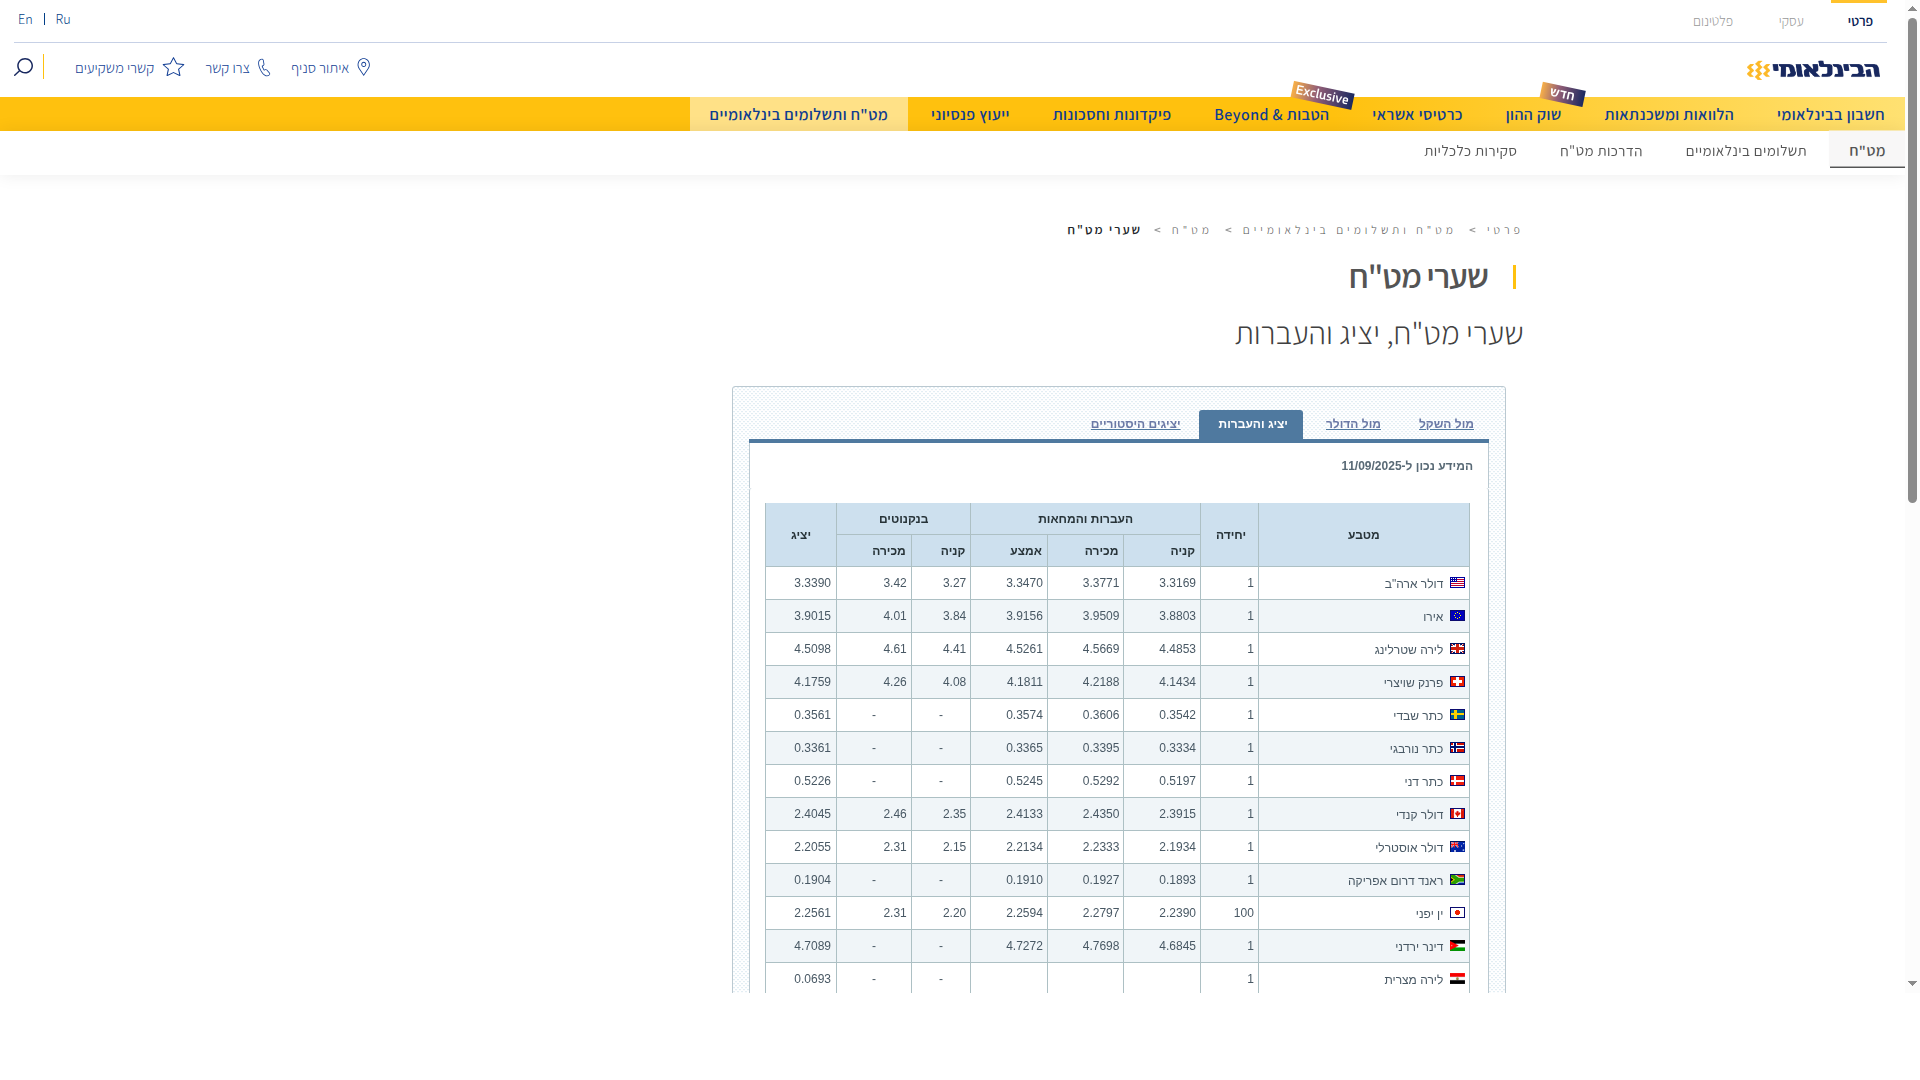 פרטי עסקי פלטינום Ru | En
הבינלאומי איתור סניף צרו קשר קשרי משקיעים
חדש Exclusive
חשבון בבינלאומי הלוואות ומשכנתאות שוק ההון כרטיסי אשראי הטבות & Beyond פיקדונות וחסכונות ייעוץ פנסיוני מט"ח ותשלומים בינלאומיים
מט"ח תשלומים בינלאומיים הדרכות מט"ח סקירות כלכליות
פרטי > מט"ח ותשלומים בינלאומיים > מט"ח > שערי מט"ח
שערי מט"ח
שערי מט"ח, יציג והעברות
מול השקל מול הדולר יציג והעברות יציגים היסטוריים
המידע נכון ל-11/09/2025
מטבע יחידה העברות והמחאות בנקנוטים יציג
קניה מכירה אמצע קניה מכירה
דולר ארה"ב 1 3.3169 3.3771 3.3470 3.27 3.42 3.3390
אירו 1 3.8803 3.9509 3.9156 3.84 4.01 3.9015
לירה שטרלינג 1 4.4853 4.5669 4.5261 4.41 4.61 4.5098
פרנק שויצרי 1 4.1434 4.2188 4.1811 4.08 4.26 4.1759
כתר שבדי 1 0.3542 0.3606 0.3574 - - 0.3561
כתר נורבגי 1 0.3334 0.3395 0.3365 - - 0.3361
כתר דני 1 0.5197 0.5292 0.5245 - - 0.5226
דולר קנדי 1 2.3915 2.4350 2.4133 2.35 2.46 2.4045
דולר אוסטרלי 1 2.1934 2.2333 2.2134 2.15 2.31 2.2055
ראנד דרום אפריקה 1 0.1893 0.1927 0.1910 - - 0.1904
ין יפני 100 2.2390 2.2797 2.2594 2.20 2.31 2.2561
דינר ירדני 1 4.6845 4.7698 4.7272 - - 4.7089
לירה מצרית 1 - - 0.0693